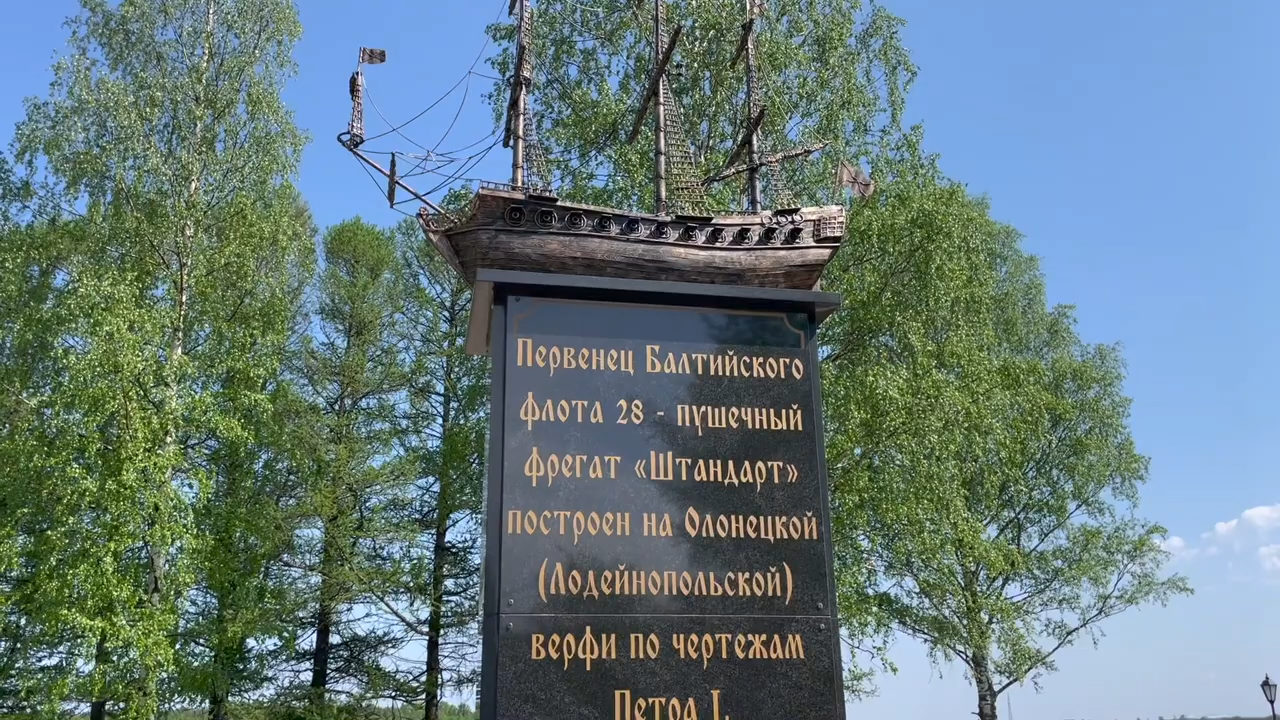 Первенец Балтийского
флота 28 - пушечный
фрегат «Штандарт»
построен на Олонецкой
(Лодейнопольской)
верфи по чертежам
Петра I.